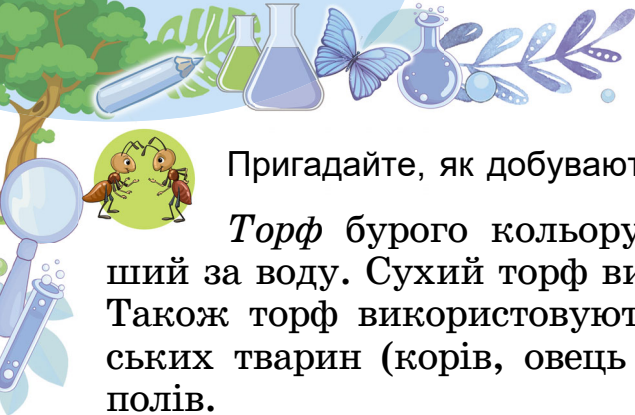 Пригадайте, як добувают
Торф бурого кольору
ший за воду. Сухий торф ви
Також торф використовуют
ських тварин (корів, овець
полів.